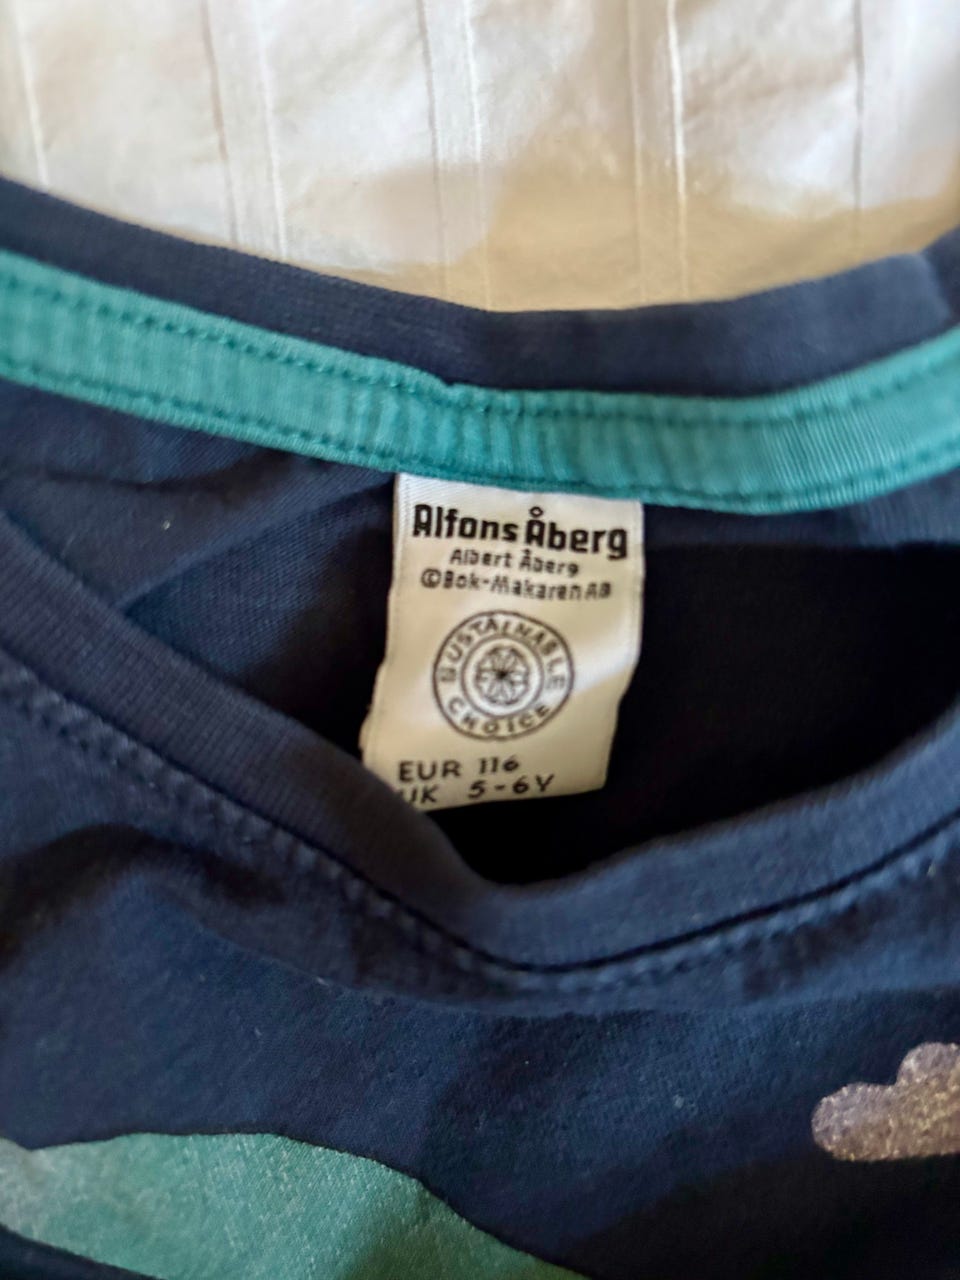 Alfons Åberg
Albert Åberg
©Bok-Makaren AB
SUSTAINABLE
CHOICE
EUR 116
UK 5-6Y